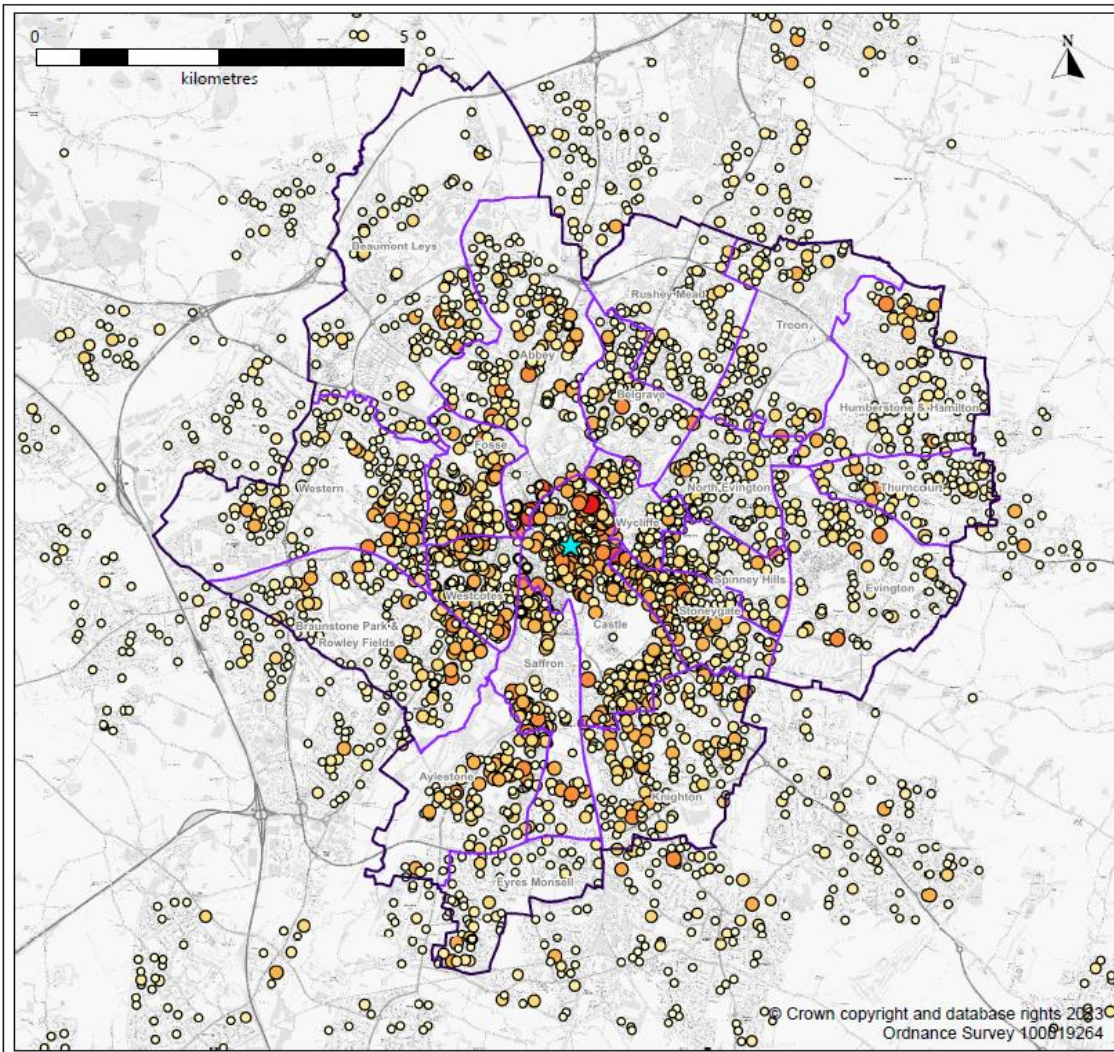 0 5
kilometres
N
Beaumont Leys
Rushey Mead
Troon
Abbey
Belgrave
Humberstone & Hamilton
Fosse
Western
North Evington
Thurncourt
Wycliffe
Spinney Hills
Evington
Westcotes
Stoneygate
Braunstone Park &
Rowley Fields
Castle
Saffron
Aylestone
Knighton
Eyres Monsell
© Crown copyright and database rights 2023
Ordnance Survey 100019264